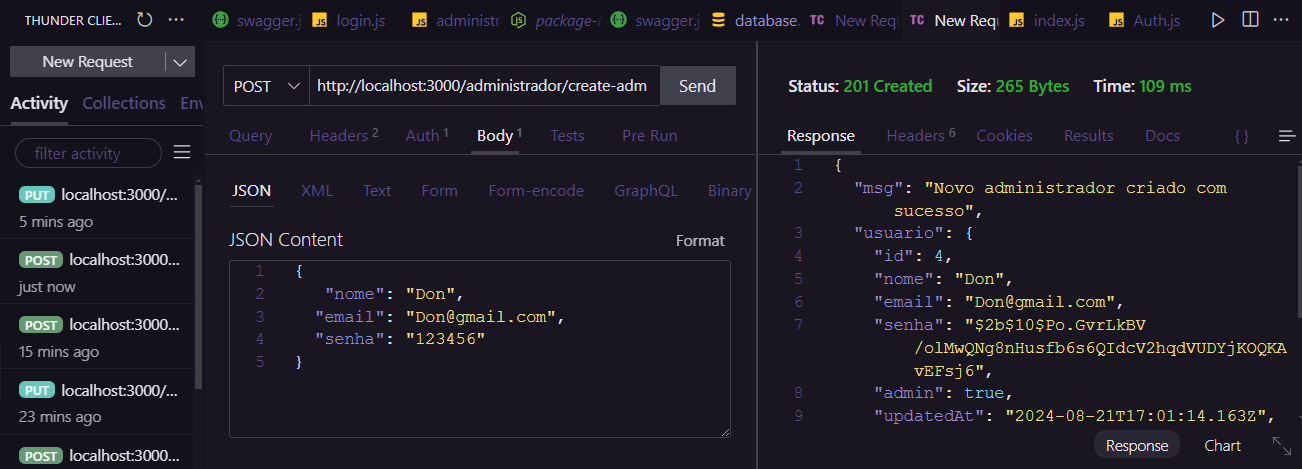 THUNDER CLIE...
swagger.j
login.js
administr
package-l
swagger.j
database.
TC New Requ
TC New Requ
index.js
Auth.js
New Request
Activity
Collections
Env
filter activity
PUT localhost:3000/...
5 mins ago
POST localhost:3000...
just now
POST localhost:3000...
15 mins ago
PUT localhost:3000/...
23 mins ago
POST localhost:3000...
POST
http://localhost:3000/administrador/create-adm
Send
Query
Headers 2
Auth 1
Body 1
Tests
Pre Run
JSON
XML
Text
Form
Form-encode
GraphQL
Binary
JSON Content
Format
1 {
2 "nome": "Don",
3 "email": "Don@gmail.com",
4 "senha": "123456"
5 }
Status: 201 Created
Size: 265 Bytes
Time: 109 ms
Response
Headers 6
Cookies
Results
Docs
{ }
1 {
2 "msg": "Novo administrador criado com
sucesso",
3 "usuario": {
4 "id": 4,
5 "nome": "Don",
6 "email": "Don@gmail.com",
7 "senha": "$2b$10$Po.GvrLkBV
/olMwQNg8nHusfb6s6QIdcV2hqdVUDYjKOQKA
vEFsj6",
8 "admin": true,
9 "updatedAt": "2024-08-21T17:01:14.163Z",
Response
Chart